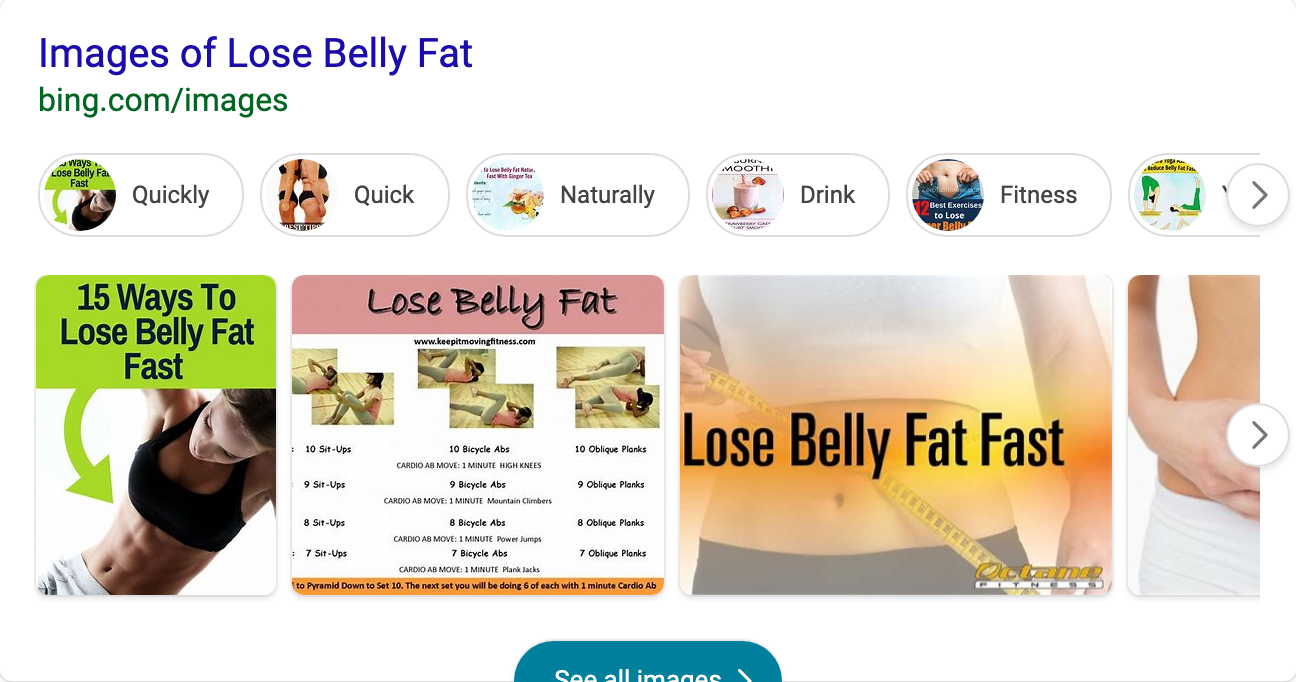 Images of Lose Belly Fat
bing.com/images
Ways To
Lose Belly Fat
Fast
Quickly
Quick
To Lose Belly Fat
Fast With Ginger Tea
Naturally
Drink
12 Best Exercises
to Lose
Fitness
Reduce Belly Fat
15 Ways To
Lose Belly Fat
Fast
Lose Belly Fat
www.keepitmovingfitness.com
10 Sit-Ups 10 Bicycle Abs 10 Oblique Planks
CARDIO AB MOVE: 1 MINUTE HIGH KNEES
9 Sit-Ups 9 Bicycle Abs 9 Oblique Planks
CARDIO AB MOVE: 1 MINUTE Mountain Climbers
8 Sit-Ups 8 Bicycle Abs 8 Oblique Planks
CARDIO AB MOVE: 1 MINUTE Power Jumps
7 Sit-Ups 7 Bicycle Abs 7 Oblique Planks
CARDIO AB MOVE: 1 MINUTE Plank Jacks
to Pyramid Down to Set 10. The next set you will be doing 6 of each with 1 minute Cardio Ab
Lose Belly Fat Fast
Octane
FITNESS
See all images